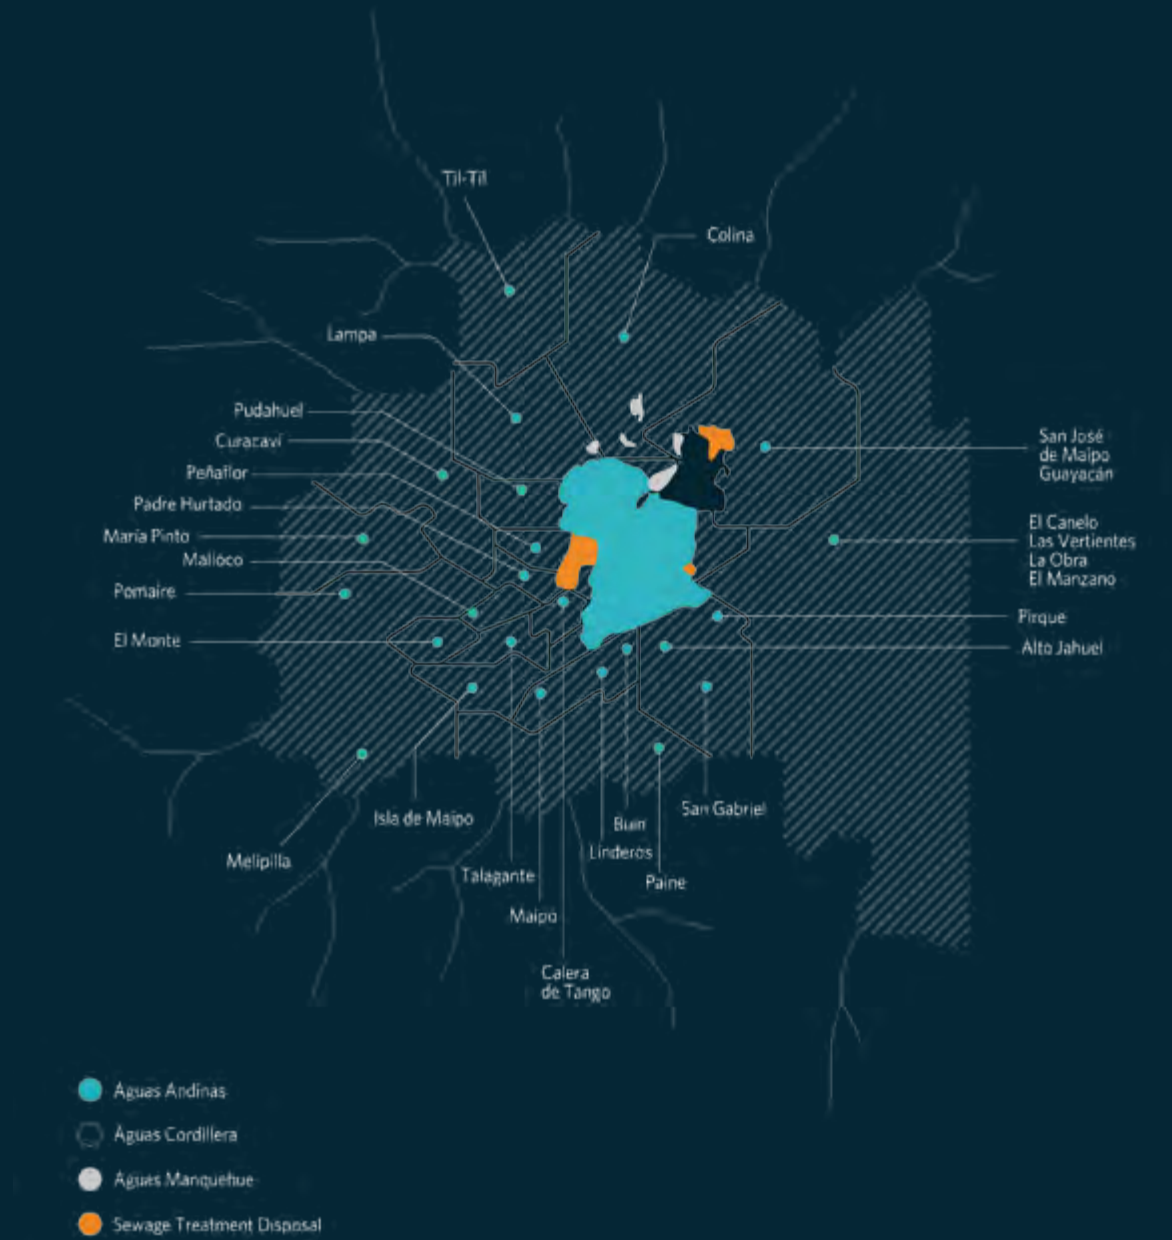 Til-Til
Colina
Lampa
Pudahuel
Curacaví
Peñaflor
Padre Hurtado
María Pinto
Malloco
Pomaire
El Monte
San José
de Maipo
Guayacán
El Canelo
Las Vertientes
La Obra
El Manzano
Pirque
Alto Jahuel
Isla de Maipo
San Gabriel
Buin
Linderos
Melipilla
Talagante
Paine
Maipo
Calera
de Tango
Aguas Andinas
Aguas Cordillera
Aguas Manquehue
Sewage Treatment Disposal